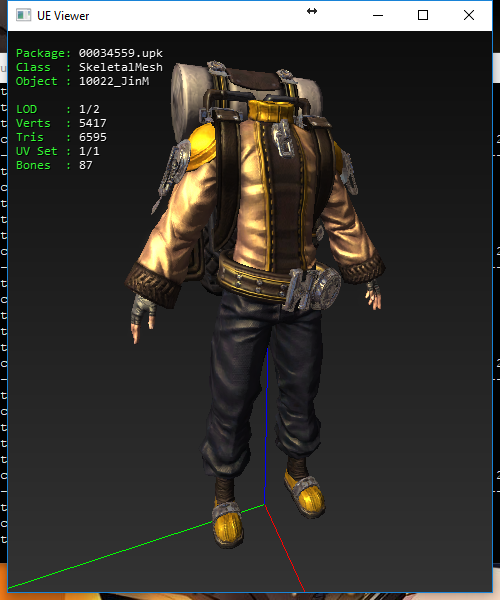 UE Viewer
Package: 00034559.upk
Class : SkeletalMesh
Object : 10022_JinM
LOD : 1/2
Verts : 5417
Tris : 6595
UV Set : 1/1
Bones : 87